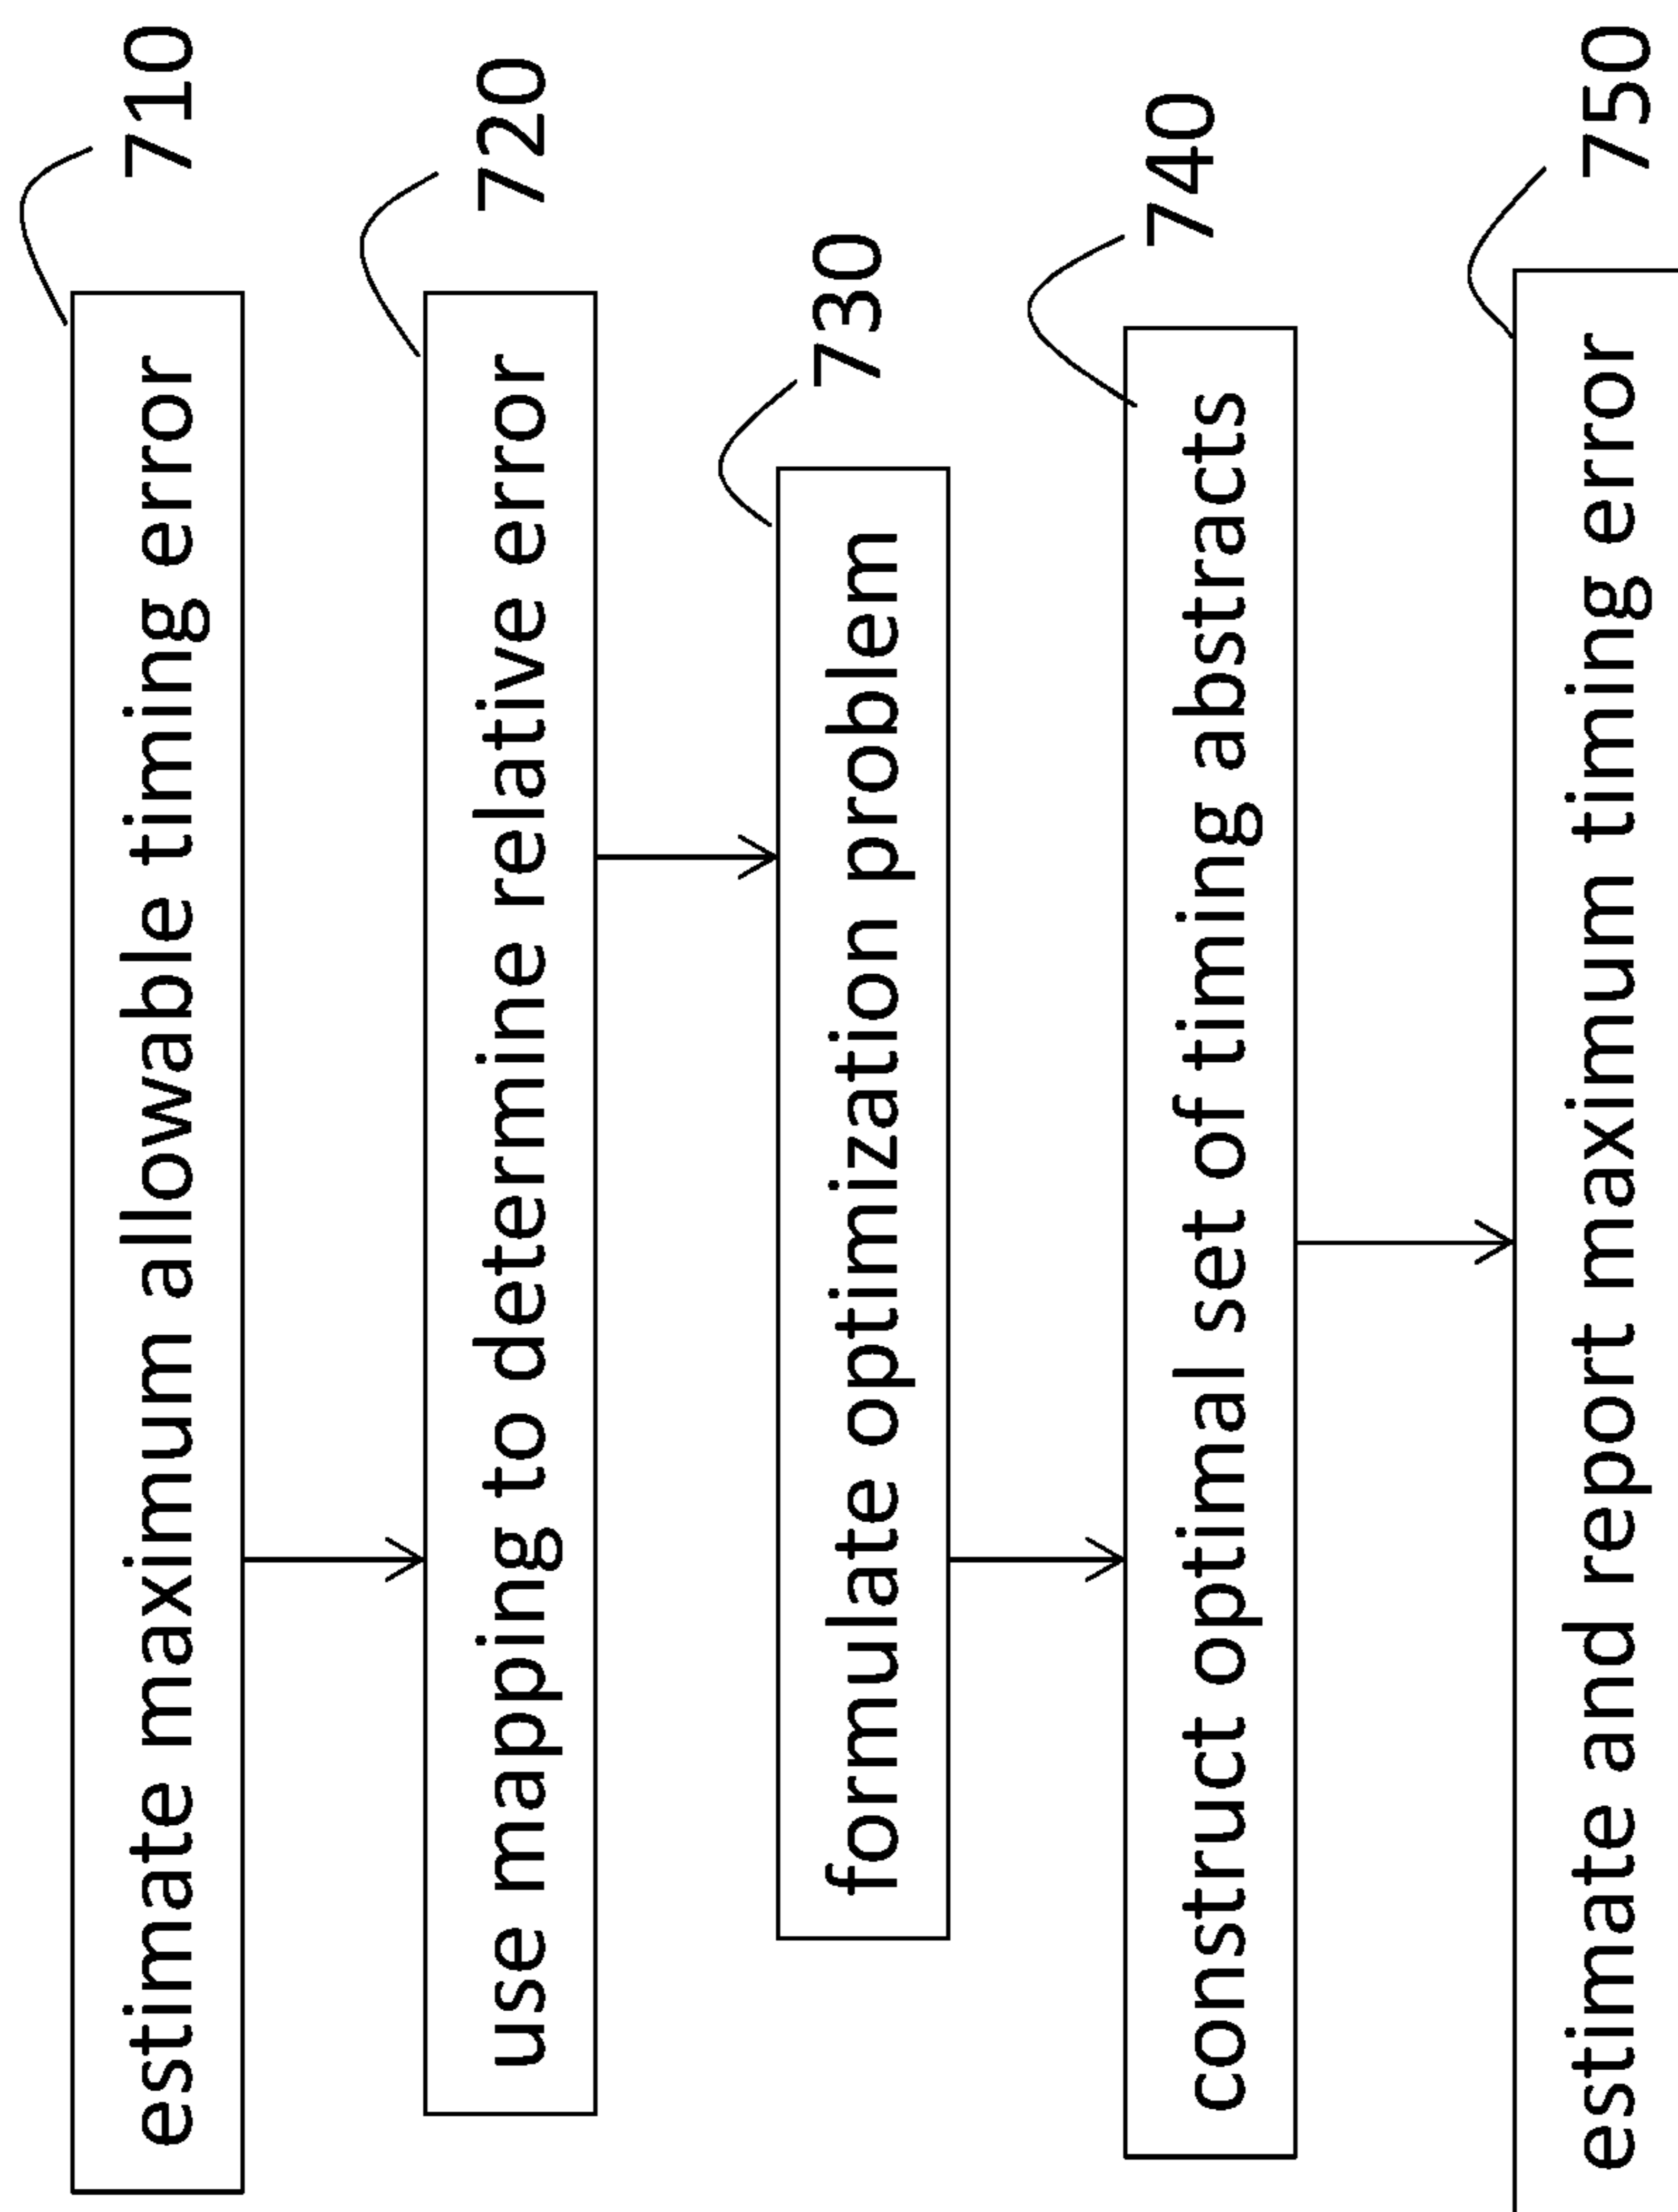 estimate maximum allowable timing error
710
use mapping to determine relative error
720
formulate optimization problem
730
construct optimal set of timing abstracts
740
estimate and report maximum timing error
750